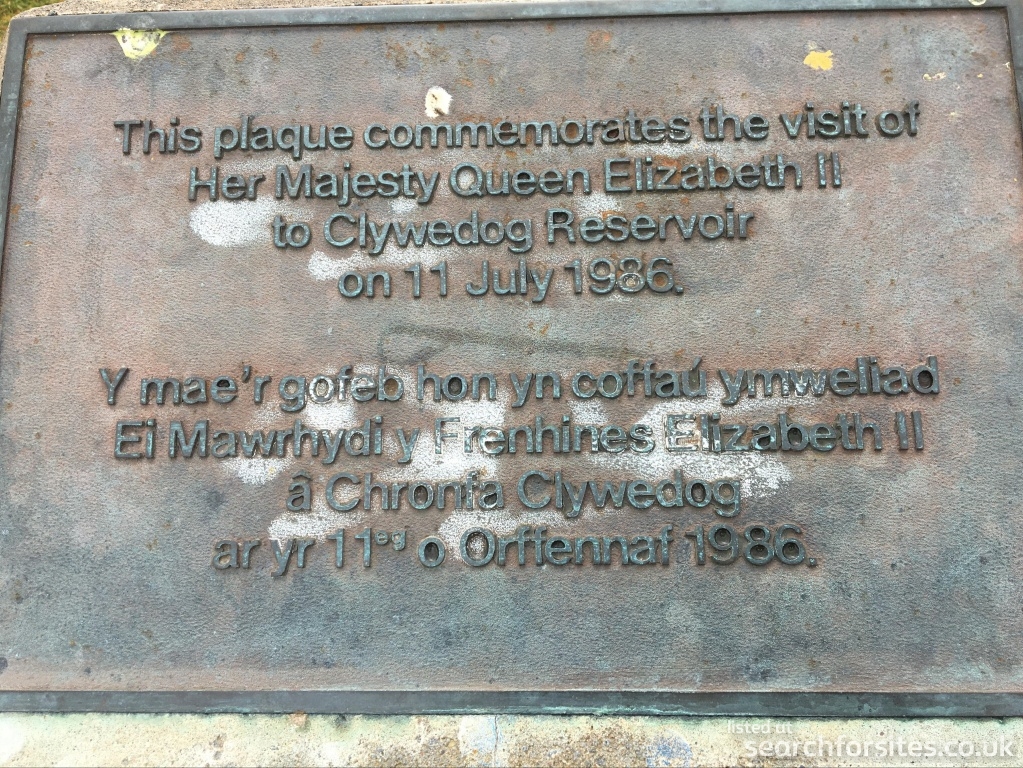 This plaque commemorates the visit of
Her Majesty Queen Elizabeth II
to Clywedog Reservoir
on 11 July 1986.
Y mae'r gofeb hon yn coffaú ymweliad
Ei Mawrhydi y Frenhines Elizabeth II
â Chronfa Clywedog
ar yr 11eg o Orffennaf 1986.
listed at
searchforsites.co.uk